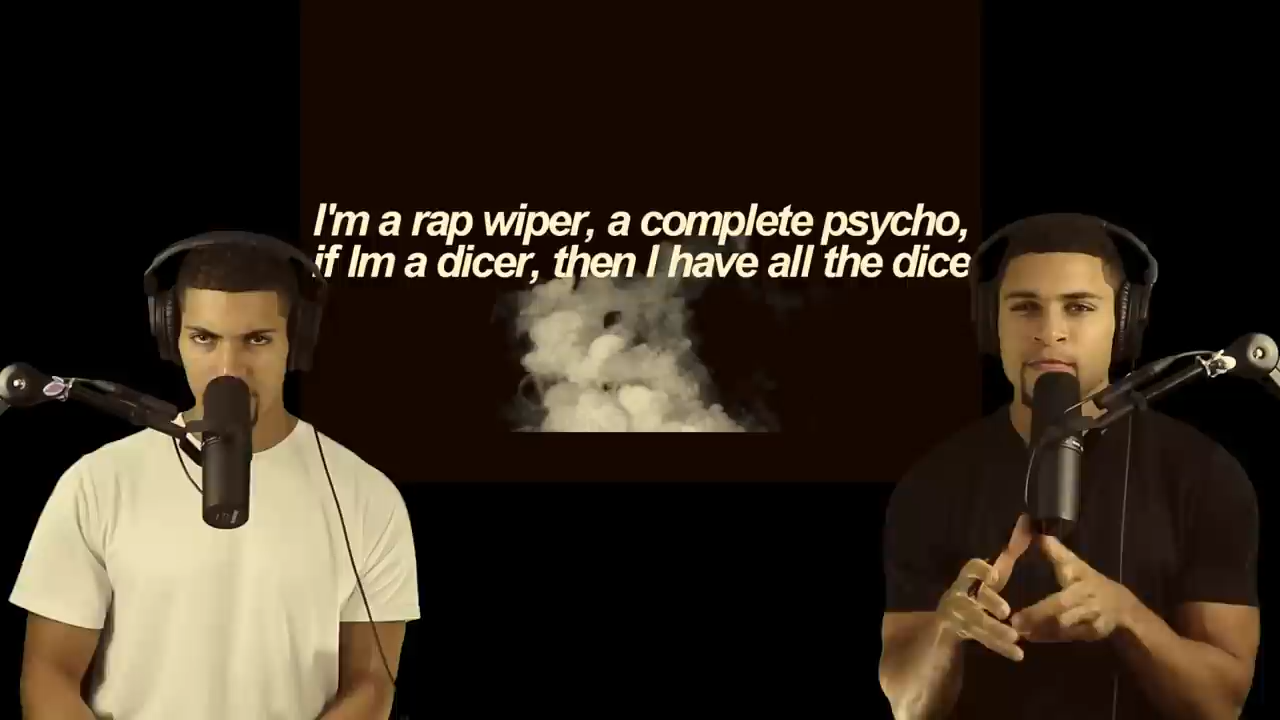 I'm a rap wiper, a complete psycho,
if Im a dicer, then I have all the dice